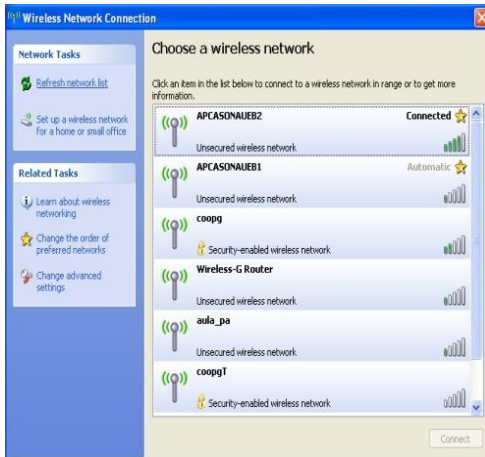 Wireless Network Connection
Network Tasks
Refresh network list
Set up a wireless network
for a home or small office
Related Tasks
Learn about wireless
networking
Change the order of
preferred networks
Change advanced
settings
Choose a wireless network
Click an item in the list below to connect to a wireless network in range or to get more
information.
APCASONAUEB2 Connected
Unsecured wireless network
APCASONAUEB1 Automatic
Unsecured wireless network
coopg
Security-enabled wireless network
Wireless-G Router
Unsecured wireless network
aula_pa
Unsecured wireless network
coopgT
Security-enabled wireless network
Connect